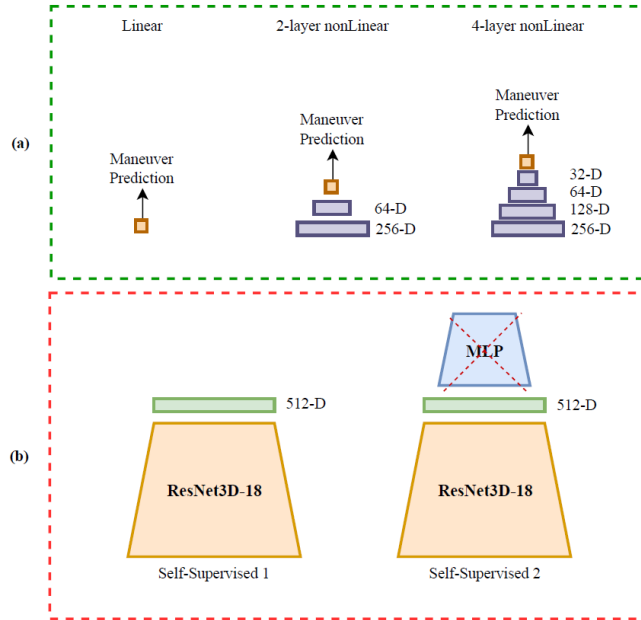 Linear
2-layer nonLinear
4-layer nonLinear
(a)
Maneuver
Prediction
Maneuver
Prediction
64-D
256-D
Maneuver
Prediction
32-D
64-D
128-D
256-D
(b)
512-D
ResNet3D-18
Self-Supervised 1
MLP
512-D
ResNet3D-18
Self-Supervised 2